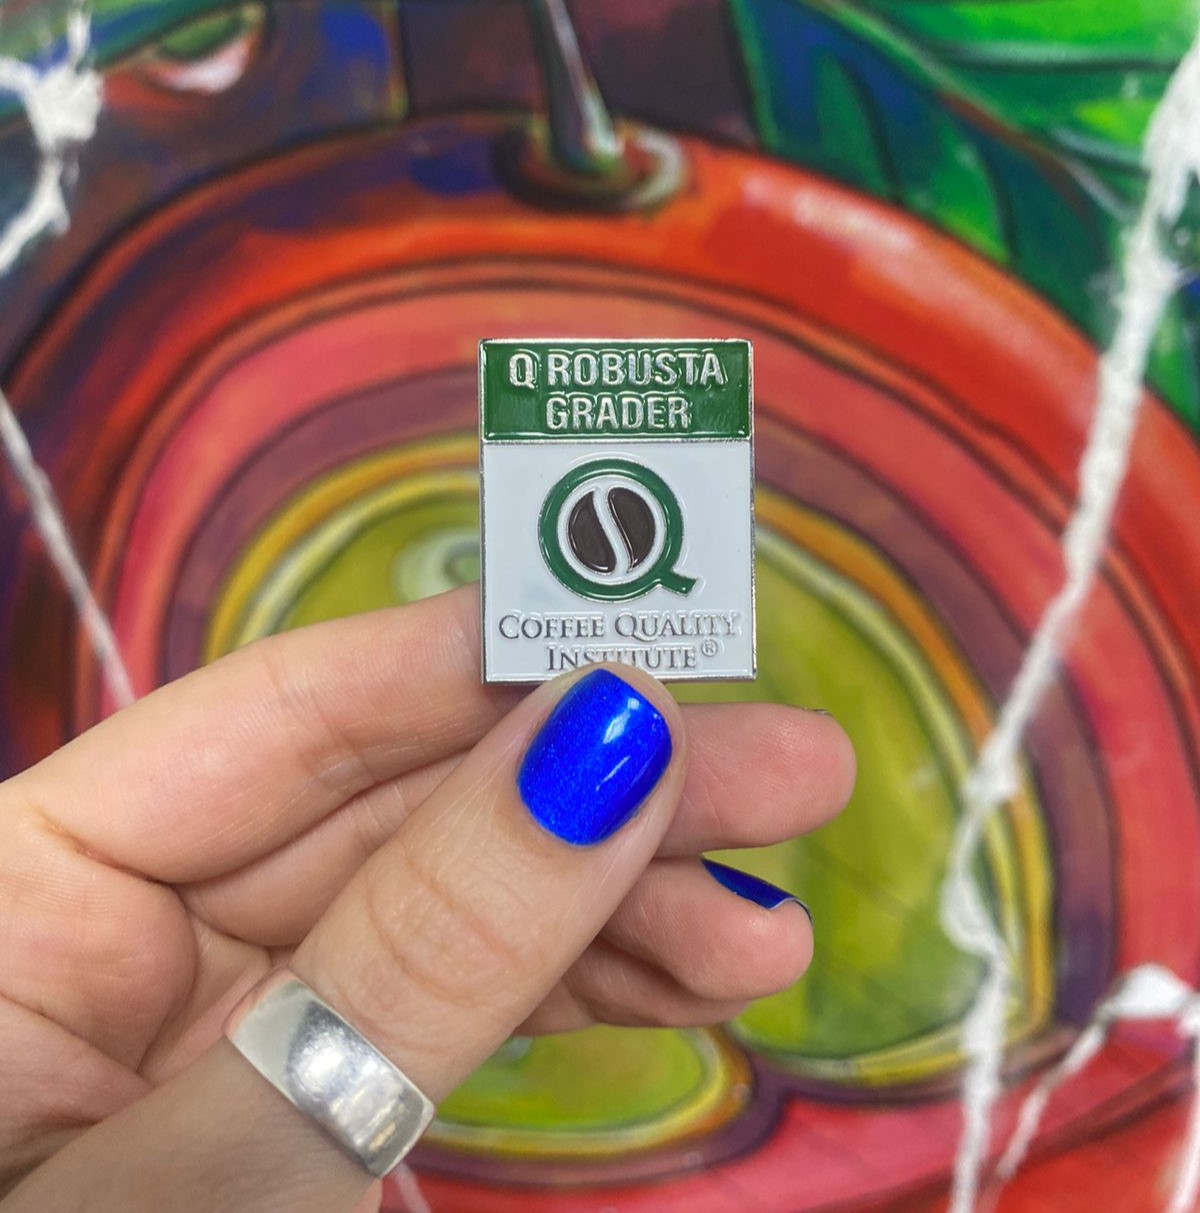 Q ROBUSTA
GRADER
COFFEE QUALITY
INSTITUTE®